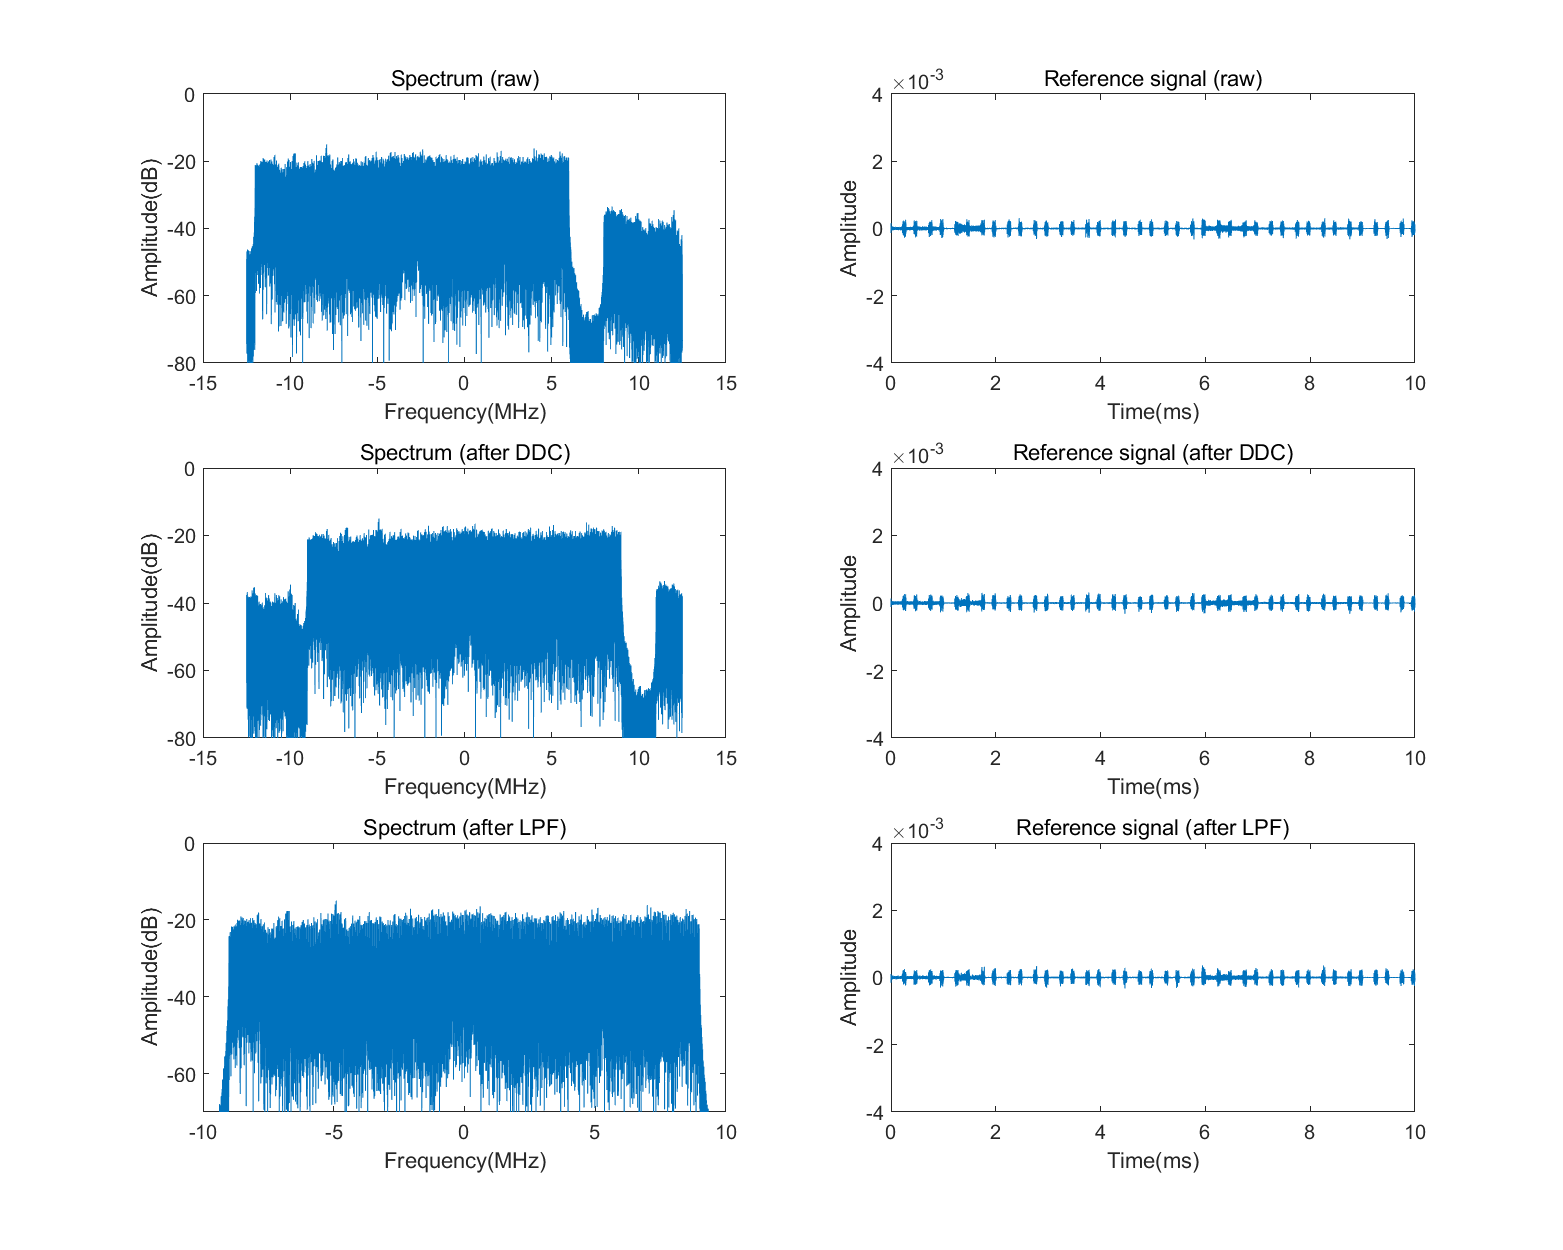 Spectrum (raw)
0
-20
-40
-60
-80
Amplitude(dB)
-15 -10 -5 0 5 10 15
Frequency(MHz)
Reference signal (raw)
×10-3
4
2
0
-2
-4
Amplitude
0 2 4 6 8 10
Time(ms)
Spectrum (after DDC)
0
-20
-40
-60
-80
Amplitude(dB)
-15 -10 -5 0 5 10 15
Frequency(MHz)
Reference signal (after DDC)
×10-3
4
2
0
-2
-4
Amplitude
0 2 4 6 8 10
Time(ms)
Spectrum (after LPF)
0
-20
-40
-60
Amplitude(dB)
-10 -5 0 5 10
Frequency(MHz)
Reference signal (after LPF)
×10-3
4
2
0
-2
-4
Amplitude
0 2 4 6 8 10
Time(ms)